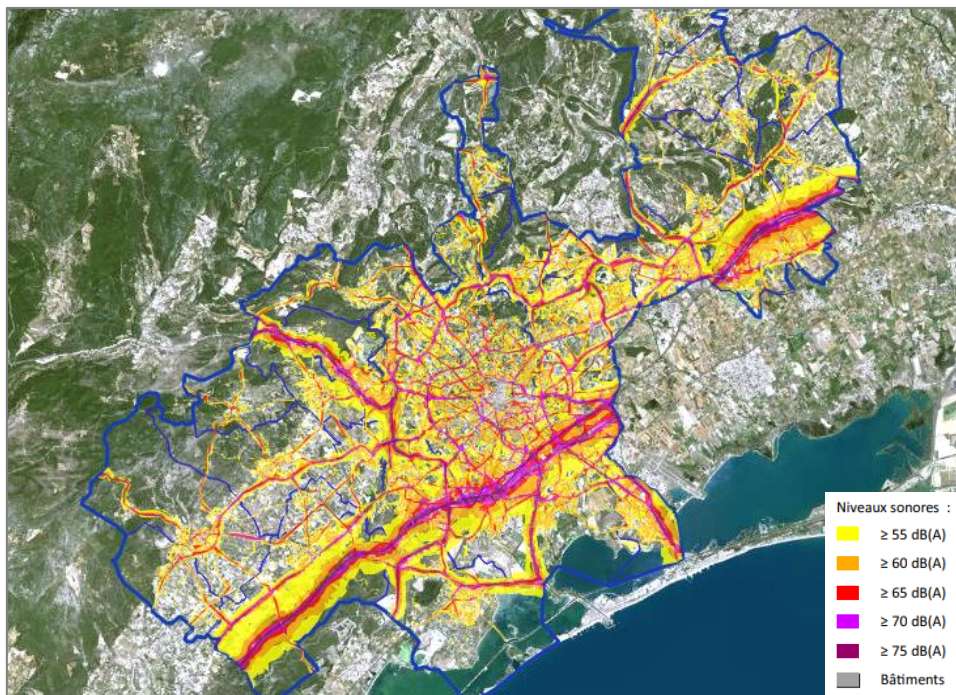 Niveaux sonores :
≥ 55 dB(A)
≥ 60 dB(A)
≥ 65 dB(A)
≥ 70 dB(A)
≥ 75 dB(A)
Bâtiments